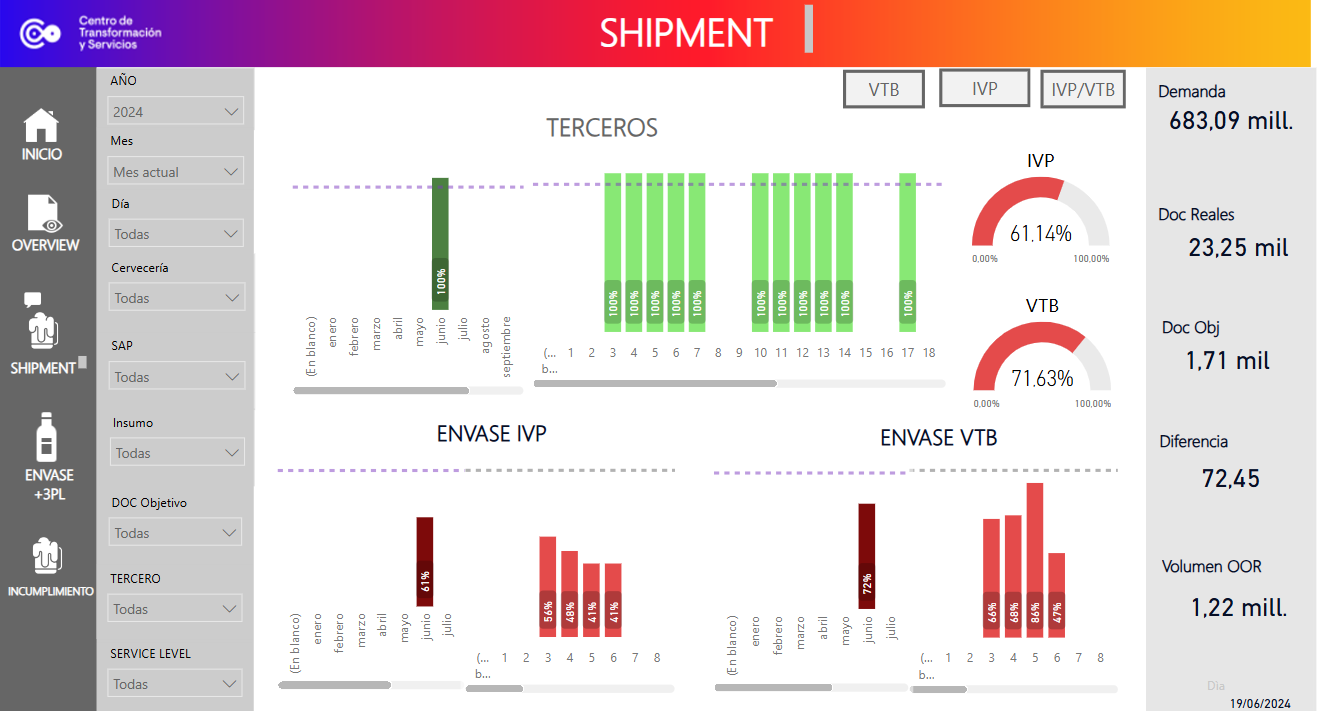 Centro de
Transformación
y Servicios
SHIPMENT
INICIO
OVERVIEW
SHIPMENT
ENVASE
+3PL
INCUMPLIMIENTO
AÑO
2024
Mes
Mes actual
Día
Todas
Cervecería
Todas
SAP
Todas
Insumo
Todas
DOC Objetivo
Todas
TERCERO
Todas
SERVICE LEVEL
Todas
VTB
IVP
IVP/VTB
TERCEROS
100%
(En blanco)
enero
febrero
marzo
abril
mayo
junio
julio
agosto
septiembre
100% 100% 100% 100% 100% 100% 100% 100% 100% 100% 100%
(... 1 2 3 4 5 6 7 8 9 10 11 12 13 14 15 16 17 18
b...
IVP
61,14%
0,00% 100,00%
VTB
71,63%
0,00% 100,00%
ENVASE IVP
61%
(En blanco)
enero
febrero
marzo
abril
mayo
junio
julio
56% 48% 41% 41%
(... 1 2 3 4 5 6 7 8
b...
ENVASE VTB
72%
(En blanco)
enero
febrero
marzo
abril
mayo
junio
julio
66% 68% 86% 47%
(... 1 2 3 4 5 6 7 8
b...
Demanda
683,09 mill.
Doc Reales
23,25 mil
Doc Obj
1,71 mil
Diferencia
72,45
Volumen OOR
1,22 mill.
Día
19/06/2024